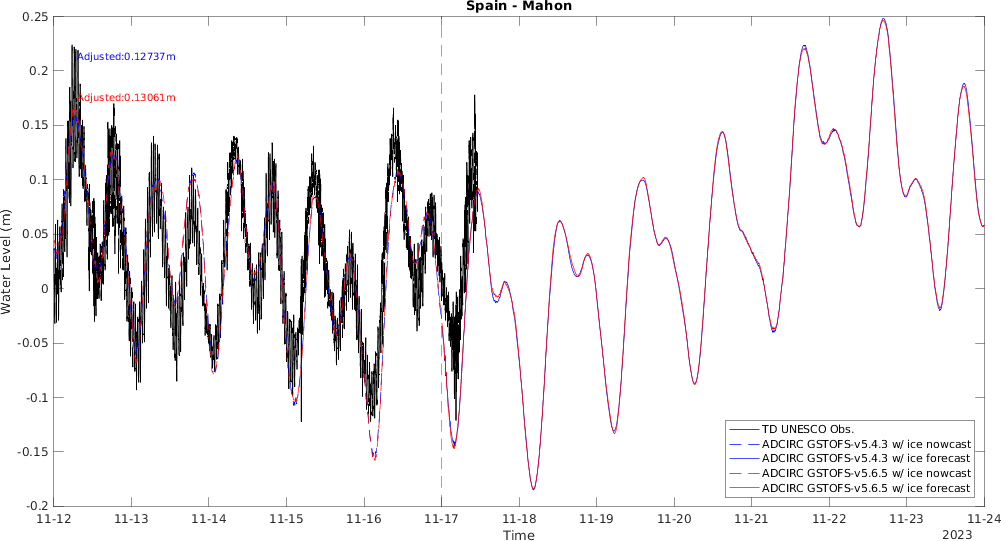 Spain - Mahon
0.25
0.2
0.15
0.1
0.05
0
-0.05
-0.1
-0.15
-0.2
Water Level (m)
Adjusted:0.12737m
Adjusted:0.13061m
TD UNESCO Obs.
ADCIRC GSTOFS-v5.4.3 w/ ice nowcast
ADCIRC GSTOFS-v5.4.3 w/ ice forecast
ADCIRC GSTOFS-v5.6.5 w/ ice nowcast
ADCIRC GSTOFS-v5.6.5 w/ ice forecast
11-12 11-13 11-14 11-15 11-16 11-17 11-18 11-19 11-20 11-21 11-22 11-23 11-24
Time
2023